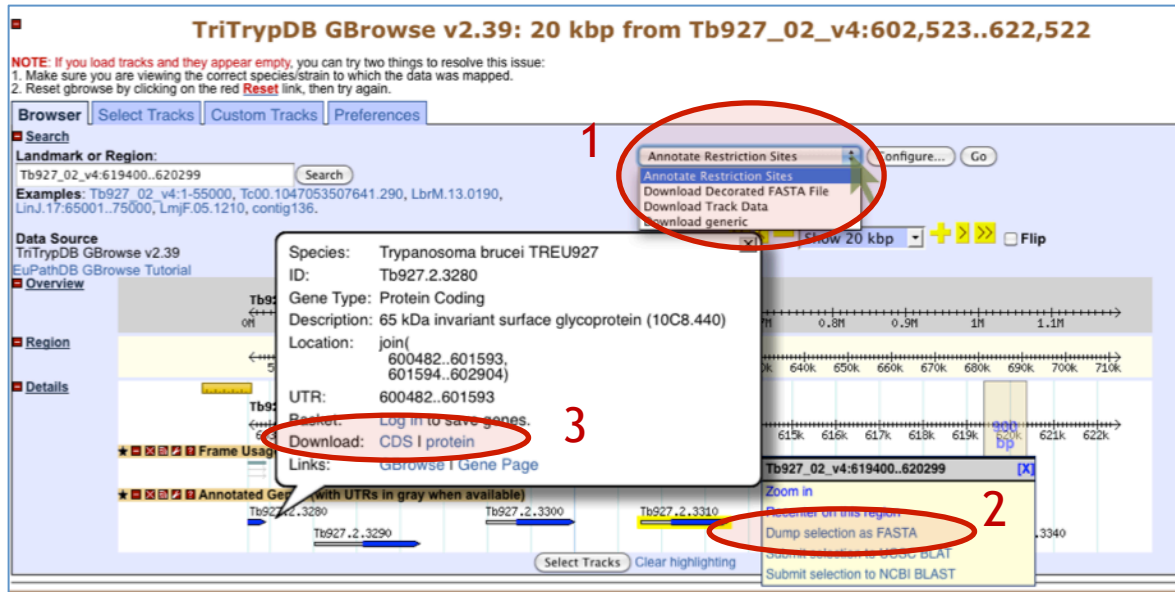 TriTrypDB GBrowse v2.39: 20 kbp from Tb927_02_v4:602,523..622,522
NOTE: If you load tracks and they appear empty, you can try two things to resolve this issue:
1. Make sure you are viewing the correct species/strain to which the data was mapped.
2. Reset gbrowse by clicking on the red Reset link, then try again.
Browser Select Tracks Custom Tracks Preferences
Search
1
Landmark or Region:
Tb927_02_v4:619400..620299 Search
Annotate Restriction Sites Configure... Go
Annotate Restriction Sites
Download Decorated FASTA File
Download Track Data
Download generic
Examples: Tb927_02_v4:1-55000, Tc00.1047053507641.290, LbrM.13.0190,
LinJ.17:65001..75000, LmjF.05.1210, contig136.
Show 20 kbp Flip
Data Source
TriTrypDB GBrowse v2.39
EuPathDB GBrowse Tutorial
Species: Trypanosoma brucei TREU927
ID: Tb927.2.3280
Gene Type: Protein Coding
Description: 65 kDa invariant surface glycoprotein (10C8.440)
Location: join(
600482..601593,
601594..602904)
UTR: 600482..601593
Basket: Log in to save genes.
Download: CDS | protein
3
Links: GBrowse | Gene Page
Overview
0M 0.8M 0.9M 1M 1.1M
Region
640k 650k 660k 670k 680k 690k 700k 710k
Details
615k 616k 617k 618k 619k 620k 621k 622k
900 bp
Frame Usage
Tb927_02_v4:619400..620299 [X]
Zoom in
Recenter on this region
Dump selection as FASTA
2
Submit selection to UCSC BLAT
Submit selection to NCBI BLAST
Annotated Genes (with UTRs in gray when available)
Tb927.2.3280 Tb927.2.3300 Tb927.2.3310
Tb927.2.3290 .3340
Select Tracks Clear highlighting